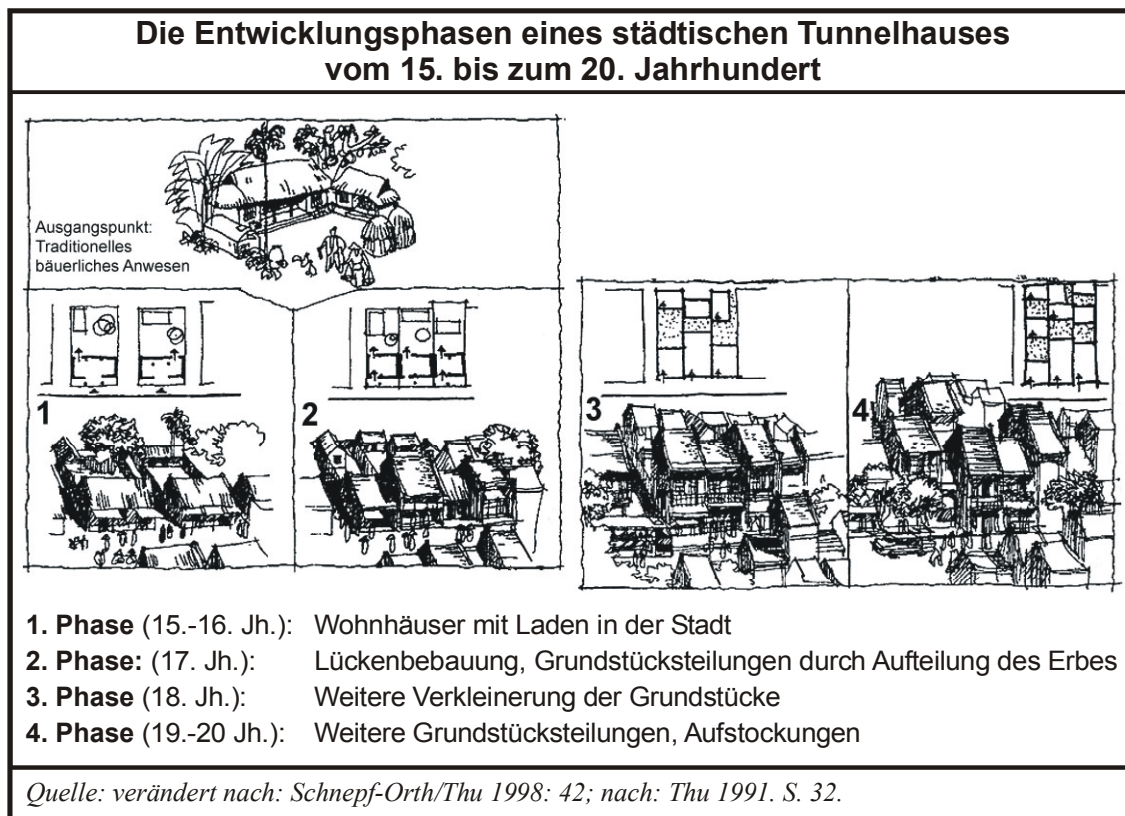 Die Entwicklungsphasen eines städtischen Tunnelhauses
vom 15. bis zum 20. Jahrhundert
Ausgangspunkt:
Traditionelles
bäuerliches Anwesen
1
2
3
4
1. Phase (15.-16. Jh.): Wohnhäuser mit Laden in der Stadt
2. Phase: (17. Jh.): Lückenbebauung, Grundstücksteilungen durch Aufteilung des Erbes
3. Phase (18. Jh.): Weitere Verkleinerung der Grundstücke
4. Phase (19.-20 Jh.): Weitere Grundstücksteilungen, Aufstockungen
Quelle: verändert nach: Schnepf-Orth/Thu 1998: 42; nach: Thu 1991. S. 32.